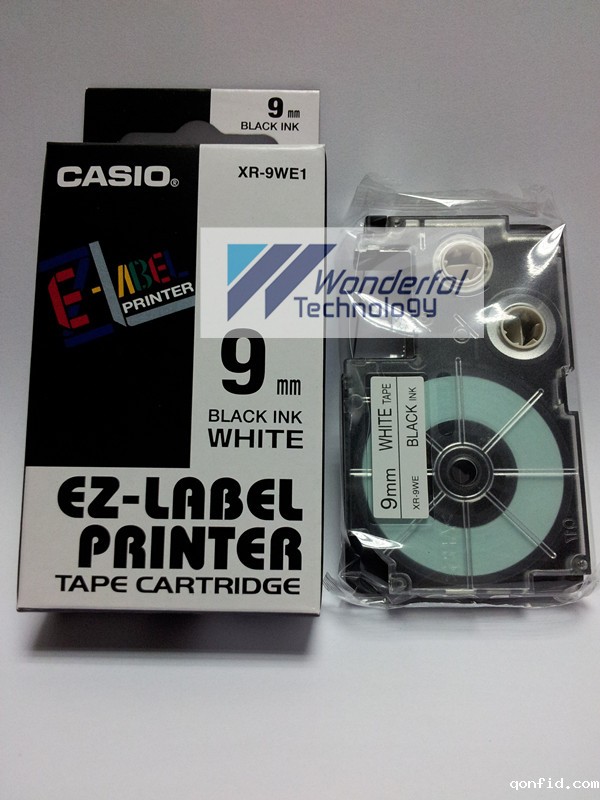 9 mm
BLACK INK
CASIO®
XR-9WE1
EZ-LABEL
PRINTER
Wonderful
Technology
9 mm
BLACK INK
WHITE
EZ-LABEL
PRINTER
TAPE CARTRIDGE
9mm WHITE TAPE
XR-9WE BLACK INK
qonfid.com